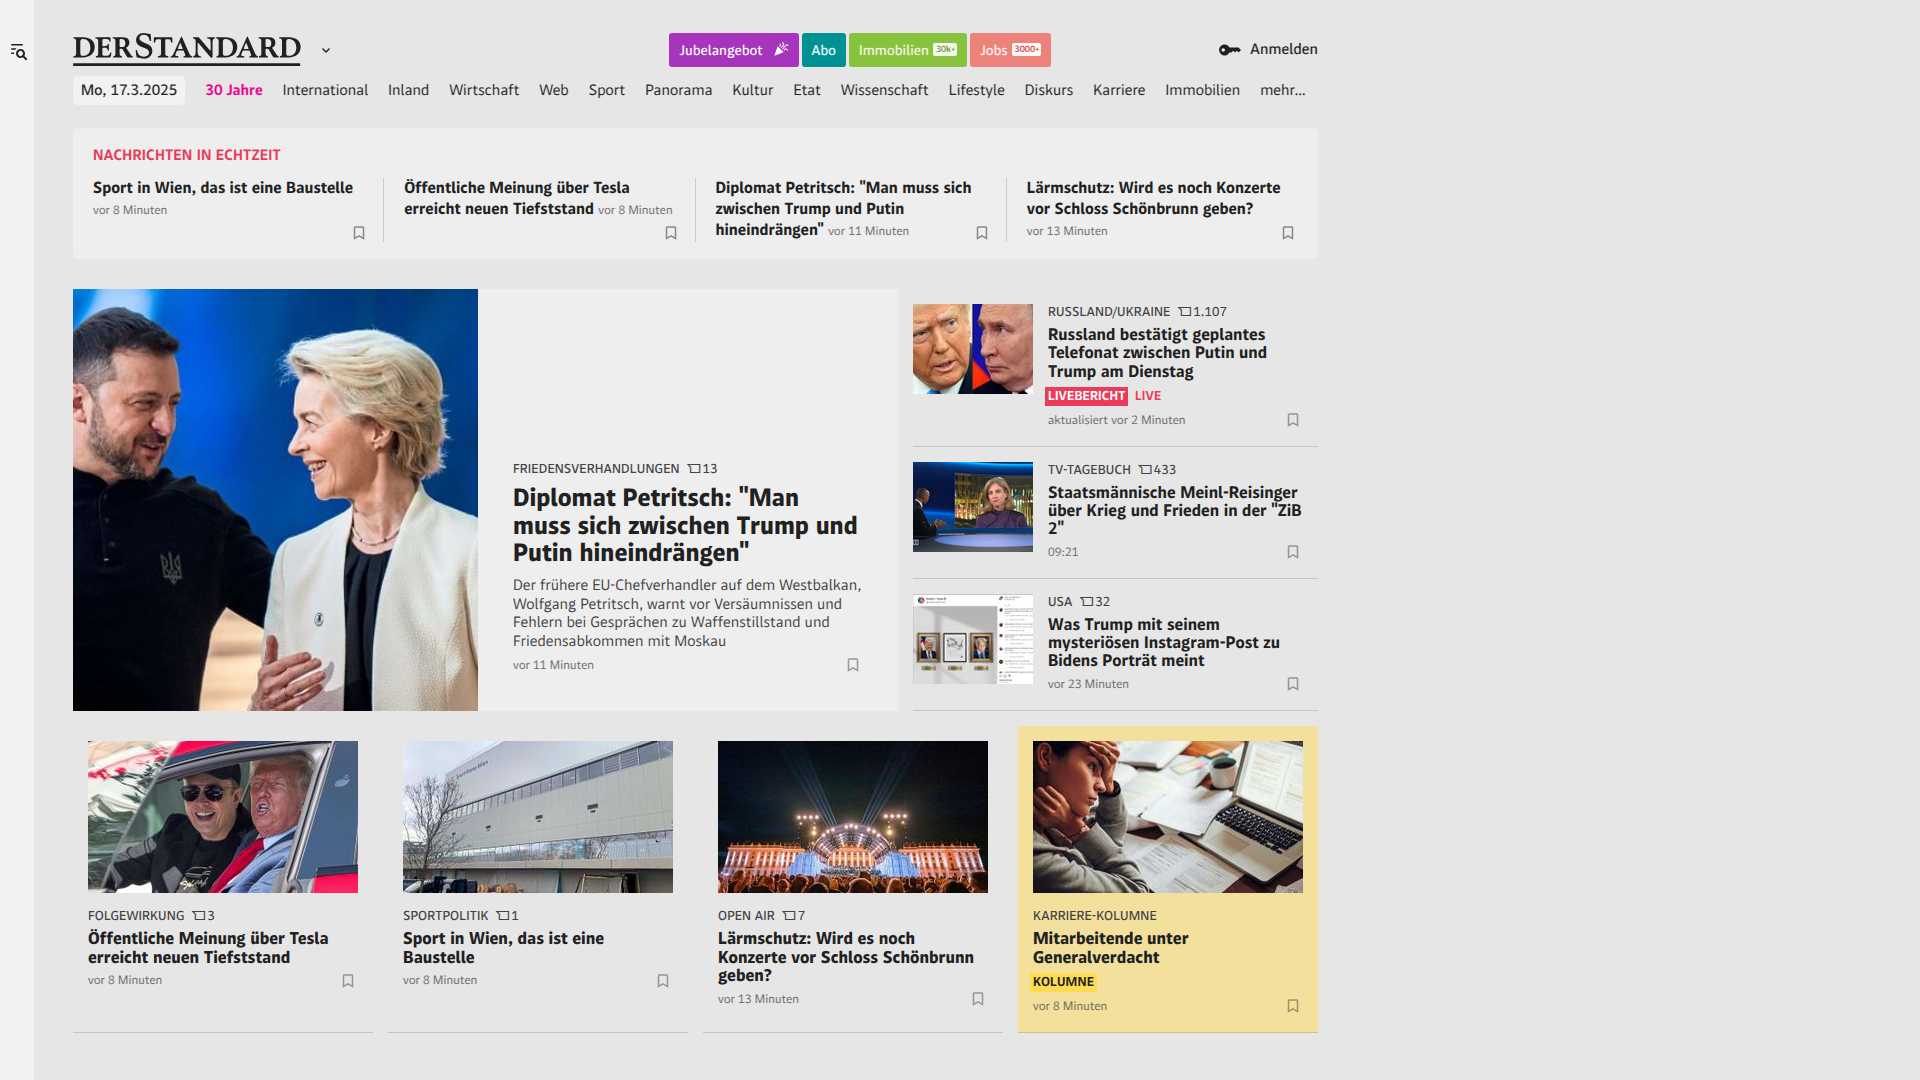 DERSTANDARD
Jubelangebot
Abo
Immobilien 30k+
Jobs 3000+
Anmelden
Mo, 17.3.2025
30 Jahre
International
Inland
Wirtschaft
Web
Sport
Panorama
Kultur
Etat
Wissenschaft
Lifestyle
Diskurs
Karriere
Immobilien
mehr...
NACHRICHTEN IN ECHTZEIT
Sport in Wien, das ist eine Baustelle
vor 8 Minuten
Öffentliche Meinung über Tesla
erreicht neuen Tiefststand vor 8 Minuten
Diplomat Petritsch: "Man muss sich
zwischen Trump und Putin
hineindrängen" vor 11 Minuten
Lärmschutz: Wird es noch Konzerte
vor Schloss Schönbrunn geben?
vor 13 Minuten
FRIEDENSVERHANDLUNGEN 13
Diplomat Petritsch: "Man
muss sich zwischen Trump und
Putin hineindrängen"
Der frühere EU-Chefverhandler auf dem Westbalkan,
Wolfgang Petritsch, warnt vor Versäumnissen und
Fehlern bei Gesprächen zu Waffenstillstand und
Friedensabkommen mit Moskau
vor 11 Minuten
RUSSLAND/UKRAINE 1.107
Russland bestätigt geplantes
Telefonat zwischen Putin und
Trump am Dienstag
LIVEBERICHT LIVE
aktualisiert vor 2 Minuten
TV-TAGEBUCH 433
Staatsmännische Meinl-Reisinger
über Krieg und Frieden in der "ZiB
2"
09:21
USA 32
Was Trump mit seinem
mysteriösen Instagram-Post zu
Bidens Porträt meint
vor 23 Minuten
FOLGEWIRKUNG 3
Öffentliche Meinung über Tesla
erreicht neuen Tiefststand
vor 8 Minuten
SPORTPOLITIK 1
Sport in Wien, das ist eine
Baustelle
vor 8 Minuten
OPEN AIR 7
Lärmschutz: Wird es noch
Konzerte vor Schloss Schönbrunn
geben?
vor 13 Minuten
KARRIERE-KOLUMNE
Mitarbeitende unter
Generalverdacht
KOLUMNE
vor 8 Minuten